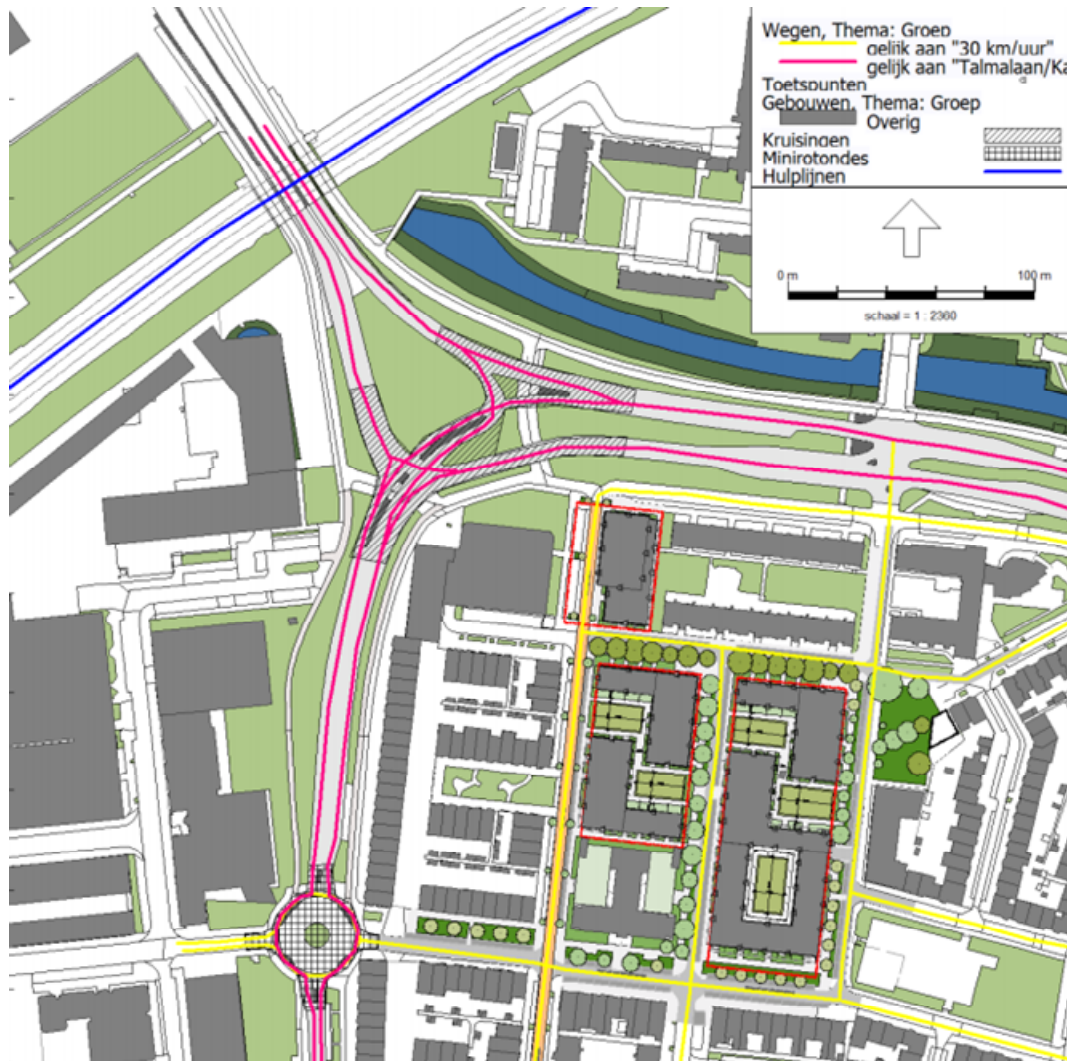 Wegen, Thema: Groep
gelijk aan "30 km/uur"
gelijk aan "Talmalaan/Ka
Toetspunten
Gebouwen, Thema: Groep
Overig
Kruisingen
Minirotondes
Hulplijnen
0 m 100 m
schaal = 1 : 2360